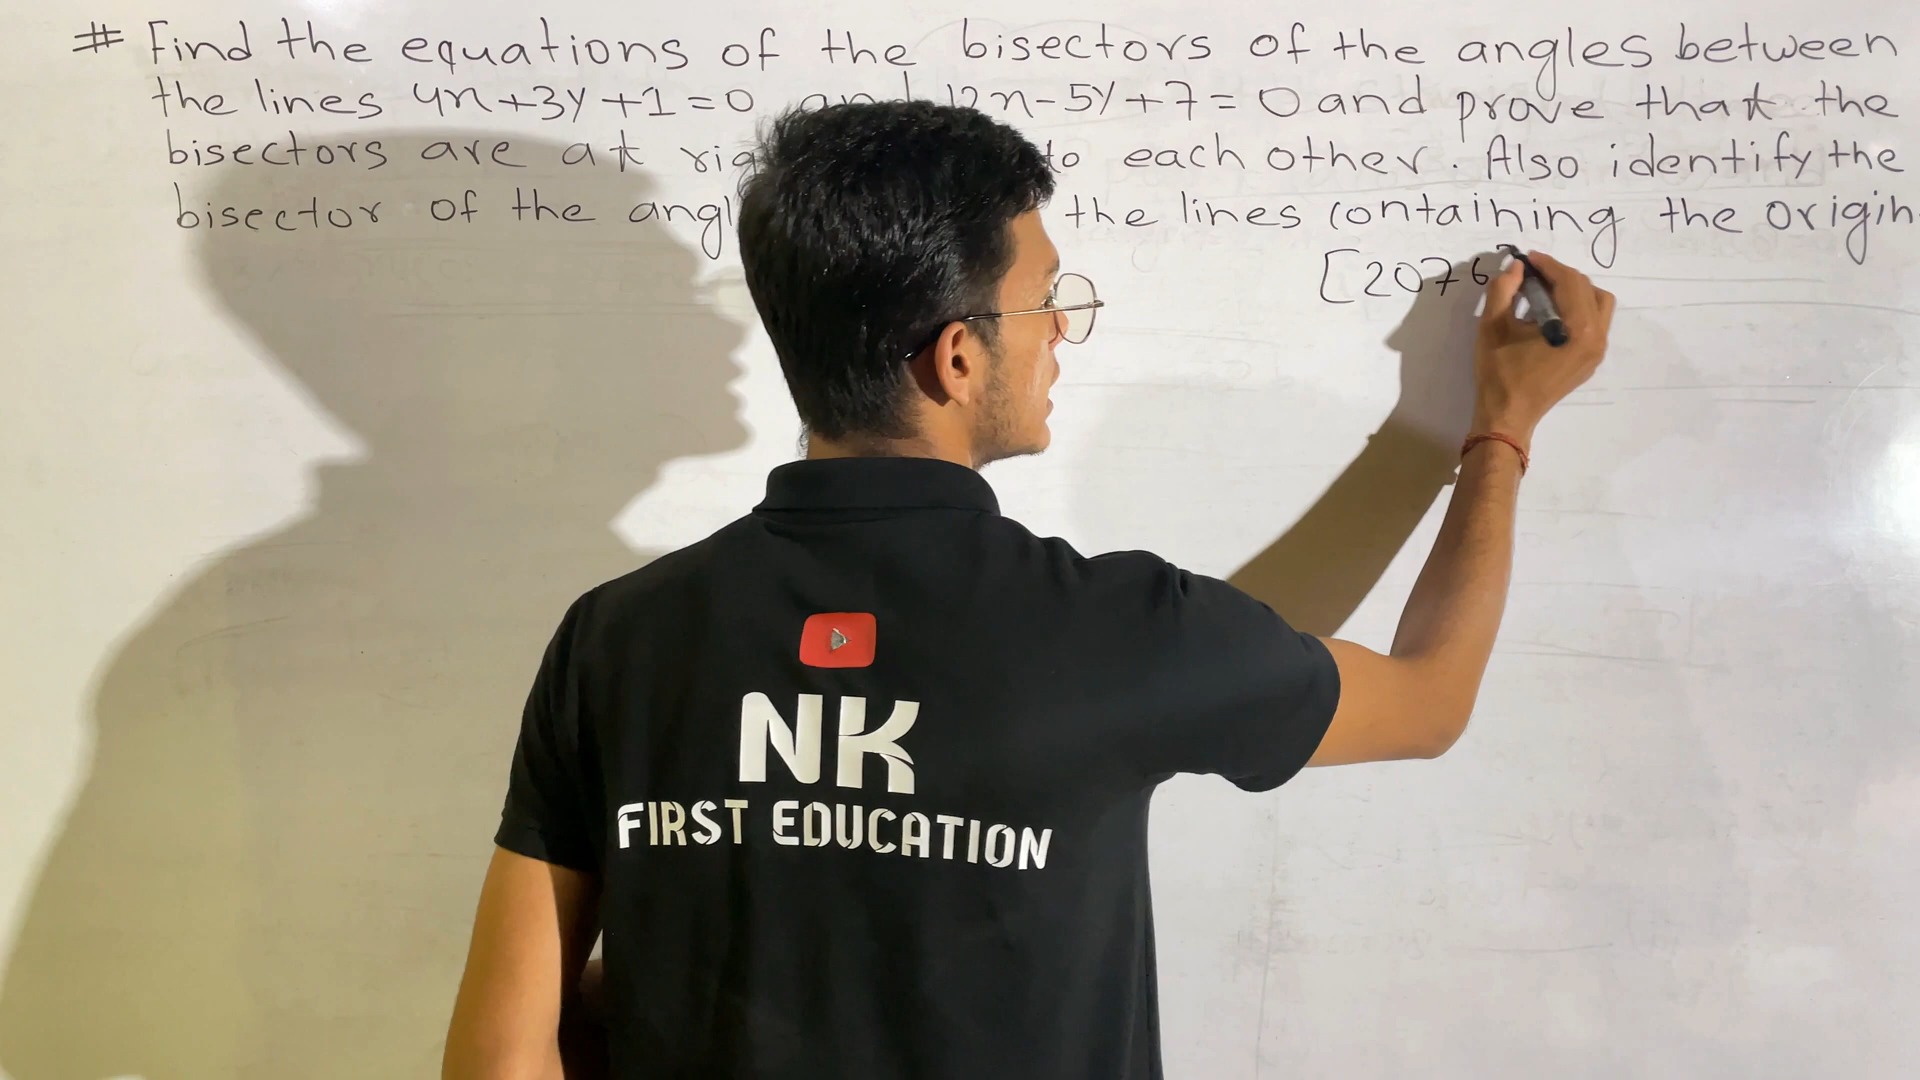 # Find the equations of the bisectors of the angles between
the lines 4x+3y+1=0 and 12x-5y+7=0 and prove that the
bisectors are at to each other. Also identify the
bisector of the the lines containing the origin.
[2076
NK
FIRST EDUCATION